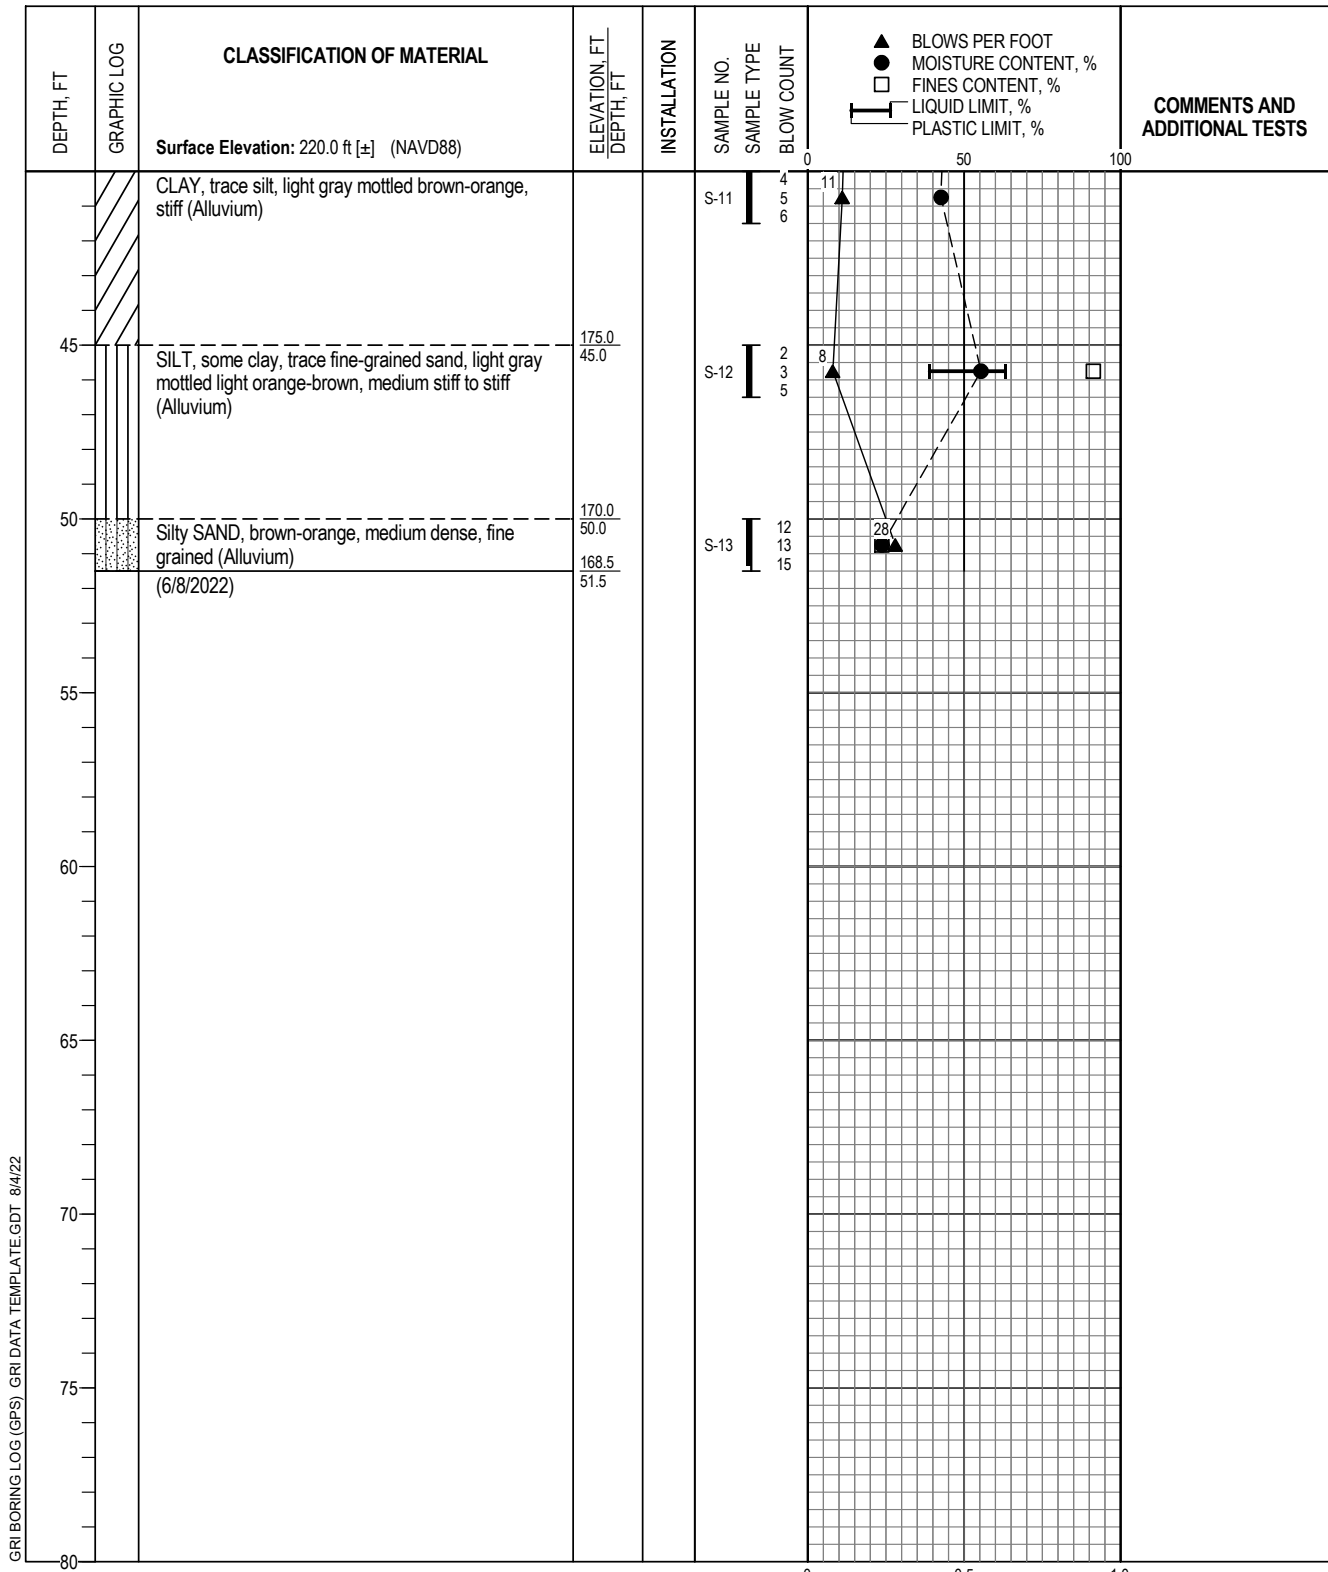 DEPTH, FT
GRAPHIC LOG
CLASSIFICATION OF MATERIAL
Surface Elevation: 220.0 ft [±] (NAVD88)
ELEVATION, FT
DEPTH, FT
INSTALLATION
SAMPLE NO.
SAMPLE TYPE
BLOW COUNT
▲ BLOWS PER FOOT
● MOISTURE CONTENT, %
□ FINES CONTENT, %
LIQUID LIMIT, %
PLASTIC LIMIT, %
0 50 100
COMMENTS AND
ADDITIONAL TESTS
CLAY, trace silt, light gray mottled brown-orange,
stiff (Alluvium)
S-11
4
5
6
11
45
175.0
45.0
SILT, some clay, trace fine-grained sand, light gray
mottled light orange-brown, medium stiff to stiff
(Alluvium)
S-12
2
3
5
8
50
170.0
50.0
Silty SAND, brown-orange, medium dense, fine
grained (Alluvium)
S-13
12
13
15
28
168.5
51.5
(6/8/2022)
55
60
65
70
75
80
GRI BORING LOG (GPS) GRI DATA TEMPLATE.GDT 8/4/22